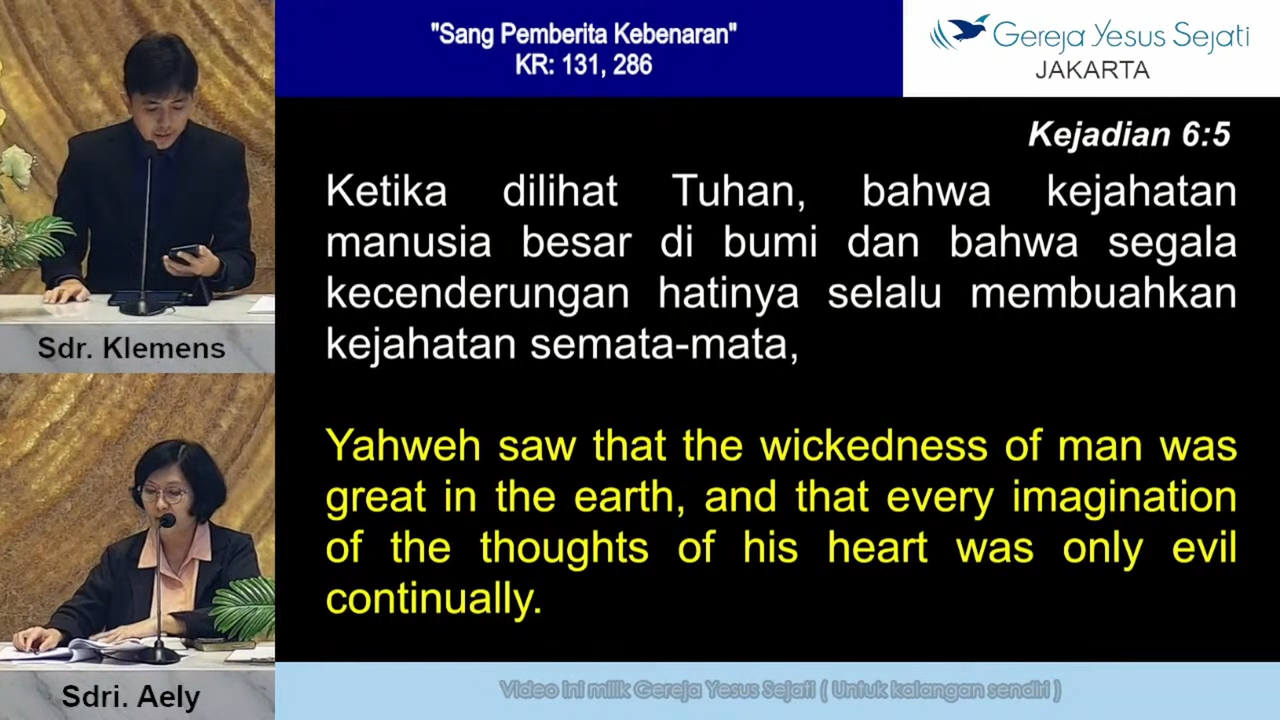 "Sang Pemberita Kebenaran"
KR: 131, 286
Gereja Yesus Sejati
JAKARTA
Kejadian 6:5
Ketika dilihat Tuhan, bahwa kejahatan
manusia besar di bumi dan bahwa segala
kecenderungan hatinya selalu membuahkan
kejahatan semata-mata,
Yahweh saw that the wickedness of man was
great in the earth, and that every imagination
of the thoughts of his heart was only evil
continually.
Sdr. Klemens
Sdri. Aely
Video ini milik Gereja Yesus Sejati ( Untuk kalangan sendiri )